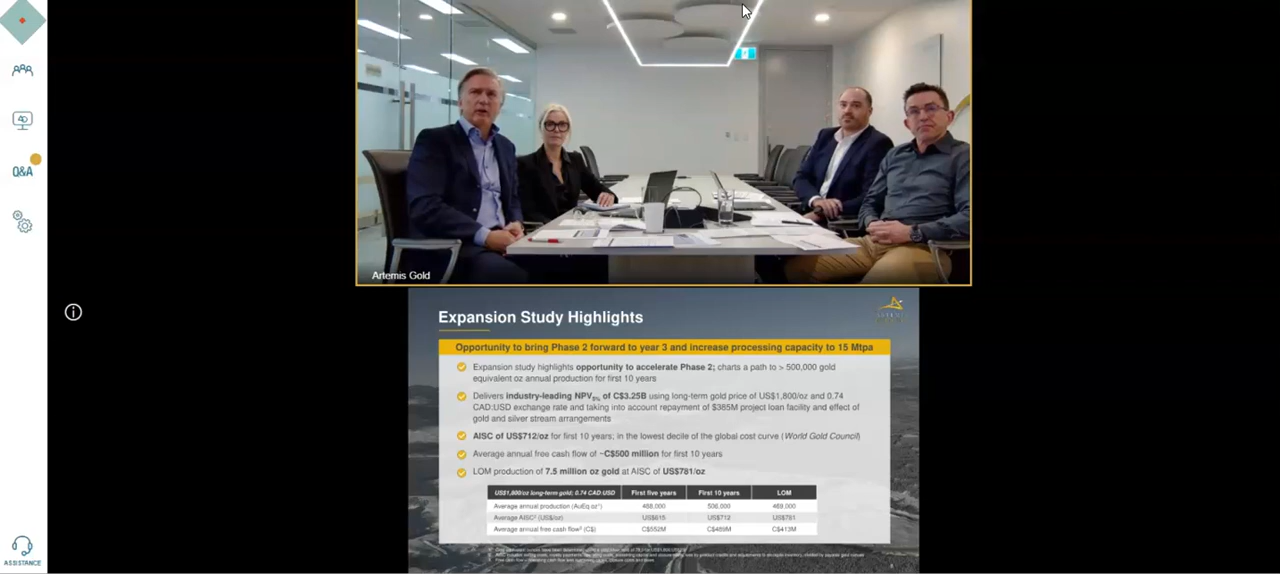 Q&A
ASSISTANCE
Artemis Gold
Expansion Study Highlights
Opportunity to bring Phase 2 forward to year 3 and increase processing capacity to 15 Mtpa
Expansion study highlights opportunity to accelerate Phase 2; charts a path to > 500,000 gold
equivalent oz annual production for first 10 years
Delivers industry-leading NPV5% of C$3.25B using long-term gold price of US$1,800/oz and 0.74
CAD:USD exchange rate and taking into account repayment of $385M project loan facility and effect of
gold and silver stream arrangements
AISC of US$712/oz for first 10 years; in the lowest decile of the global cost curve (World Gold Council)
Average annual free cash flow of ~C$500 million for first 10 years
LOM production of 7.5 million oz gold at AISC of US$781/oz
US$1,800/oz long-term gold; 0.74 CAD:USD First five years First 10 years LOM
Average annual production (AuEq oz¹) 488,000 506,000 469,000
Average AISC² (US$/oz) US$615 US$712 US$781
Average annual free cash flow³ (C$) C$552M C$489M C$413M